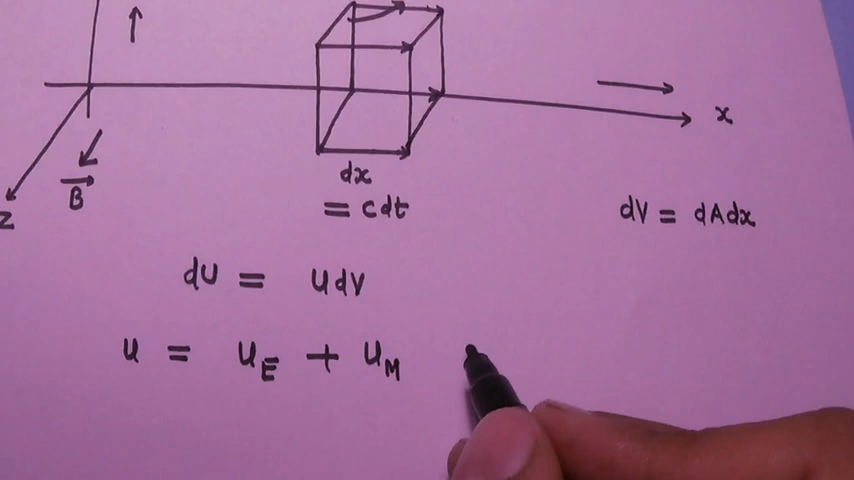 x
B
z
dx
= cdt
dV = dAdx
dU = udV
u = u_E + u_M